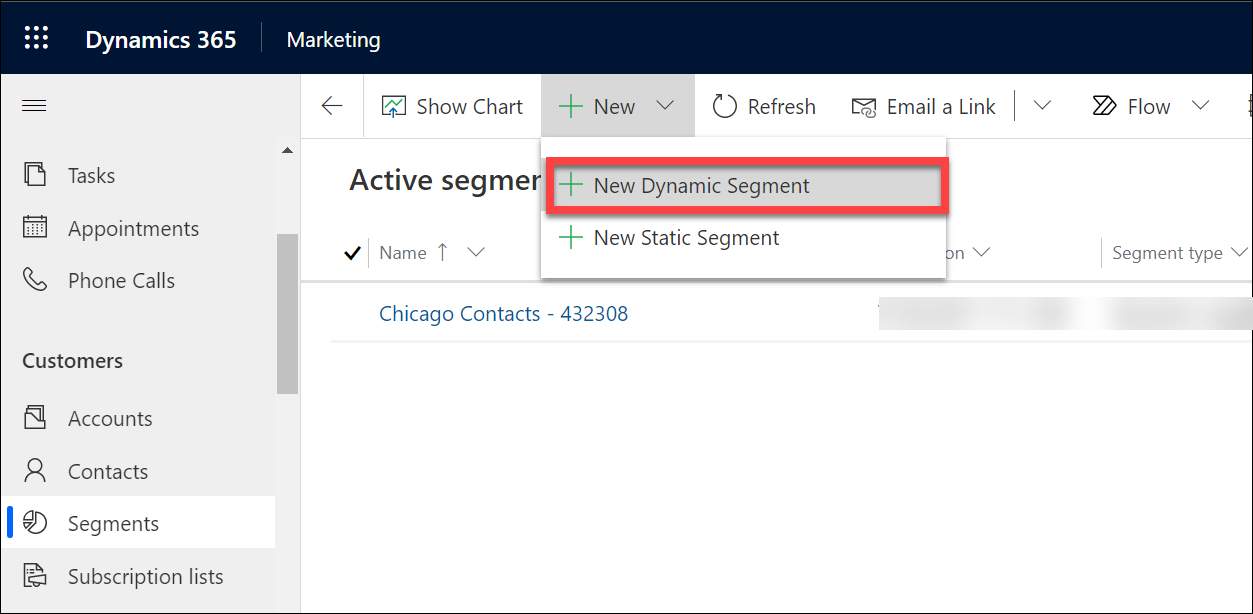 Dynamics 365 Marketing
Show Chart New Refresh Email a Link Flow
Tasks
Appointments
Phone Calls
Customers
Accounts
Contacts
Segments
Subscription lists
Active segmen
New Dynamic Segment
New Static Segment
Name on Segment type
Chicago Contacts - 432308